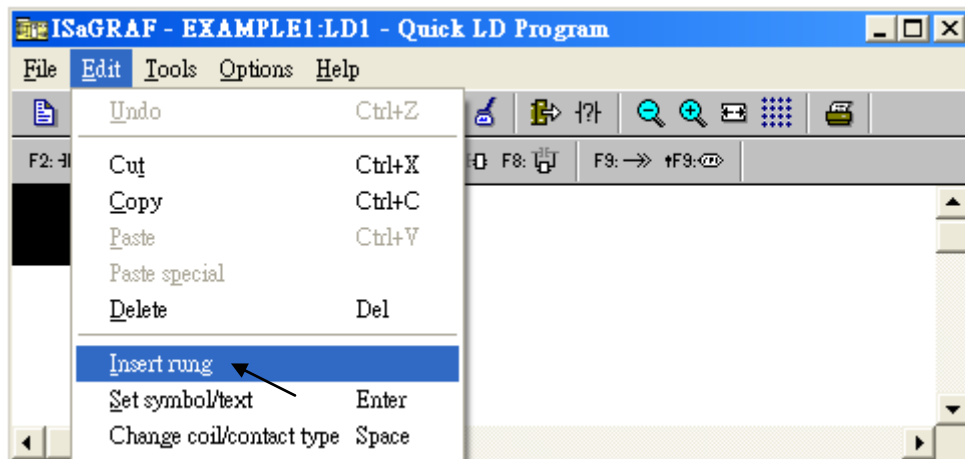 ISaGRAF - EXAMPLE1:LD1 - Quick LD Program
File Edit Tools Options Help
Undo Ctrl+Z
F2: F8: F9: F9:
Cut Ctrl+X
Copy Ctrl+C
Paste Ctrl+V
Paste special
Delete Del
Insert rung
Set symbol/text Enter
Change coil/contact type Space